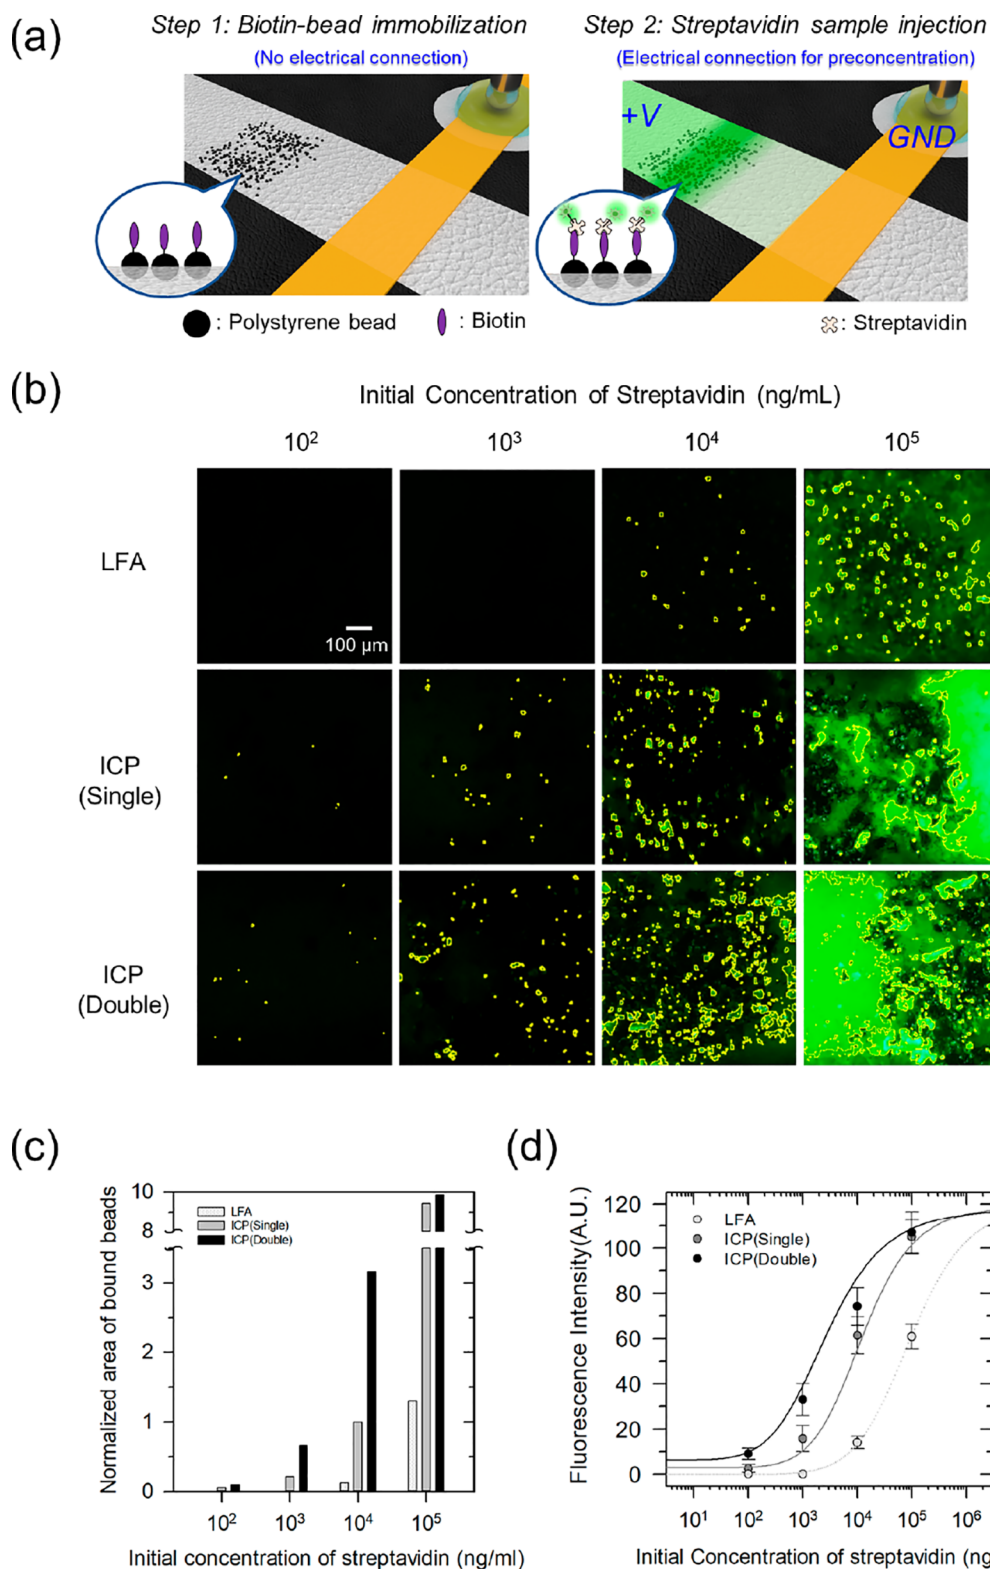 (a)
Step 1: Biotin-bead immobilization
(No electrical connection)
Step 2: Streptavidin sample injection
(Electrical connection for preconcentration)
+V
GND
: Polystyrene bead
: Biotin
: Streptavidin
(b)
Initial Concentration of Streptavidin (ng/mL)
10²
10³
10⁴
10⁵
LFA
100 µm
ICP
(Single)
ICP
(Double)
(c)
Normalized area of bound beads
10
8
3
2
1
0
LFA
ICP(Single)
ICP(Double)
10²
10³
10⁴
10⁵
Initial concentration of streptavidin (ng/ml)
(d)
Fluorescence Intensity(A.U.)
120
100
80
60
40
20
0
LFA
ICP(Single)
ICP(Double)
10¹
10²
10³
10⁴
10⁵
10⁶
Initial Concentration of streptavidin (ng